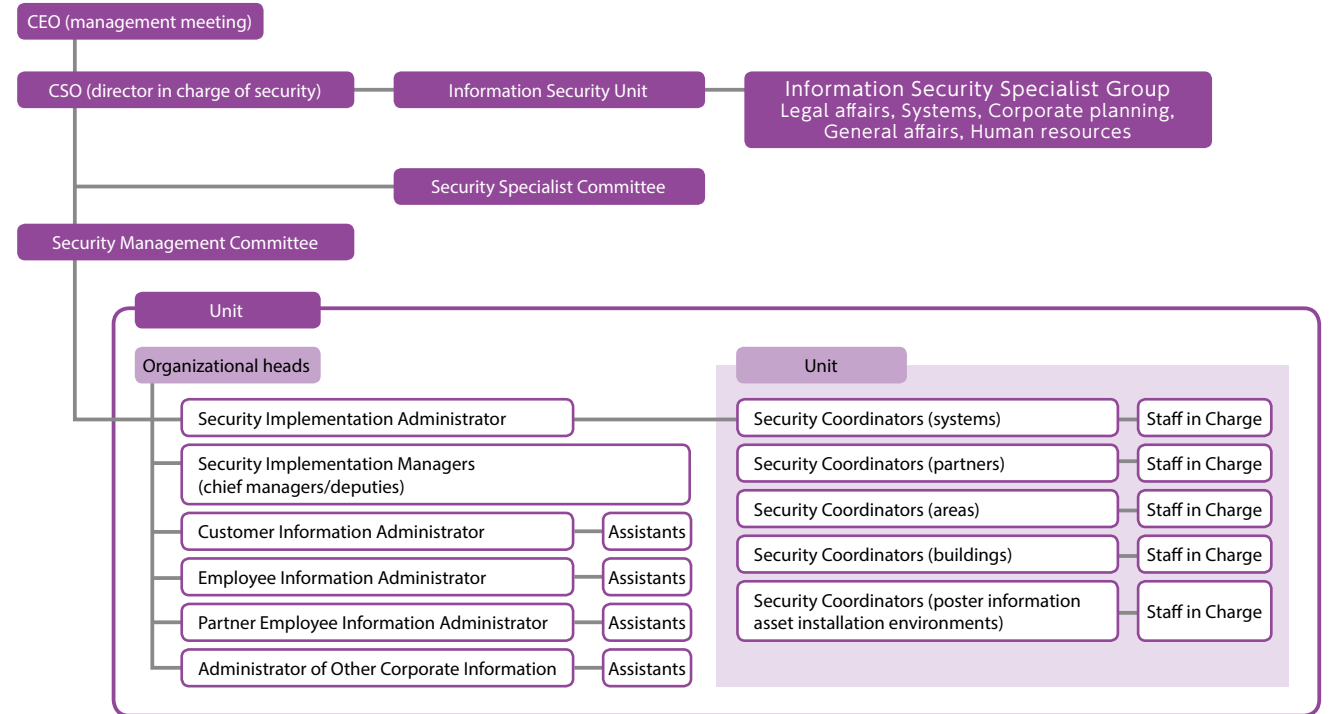 CEO (management meeting)
CSO (director in charge of security)
Information Security Unit
Information Security Specialist Group
Legal affairs, Systems, Corporate planning,
General affairs, Human resources
Security Specialist Committee
Security Management Committee
Unit
Organizational heads
Security Implementation Administrator
Security Implementation Managers
(chief managers/deputies)
Customer Information Administrator
Assistants
Employee Information Administrator
Assistants
Partner Employee Information Administrator
Assistants
Administrator of Other Corporate Information
Assistants
Unit
Security Coordinators (systems)
Staff in Charge
Security Coordinators (partners)
Staff in Charge
Security Coordinators (areas)
Staff in Charge
Security Coordinators (buildings)
Staff in Charge
Security Coordinators (poster information
asset installation environments)
Staff in Charge